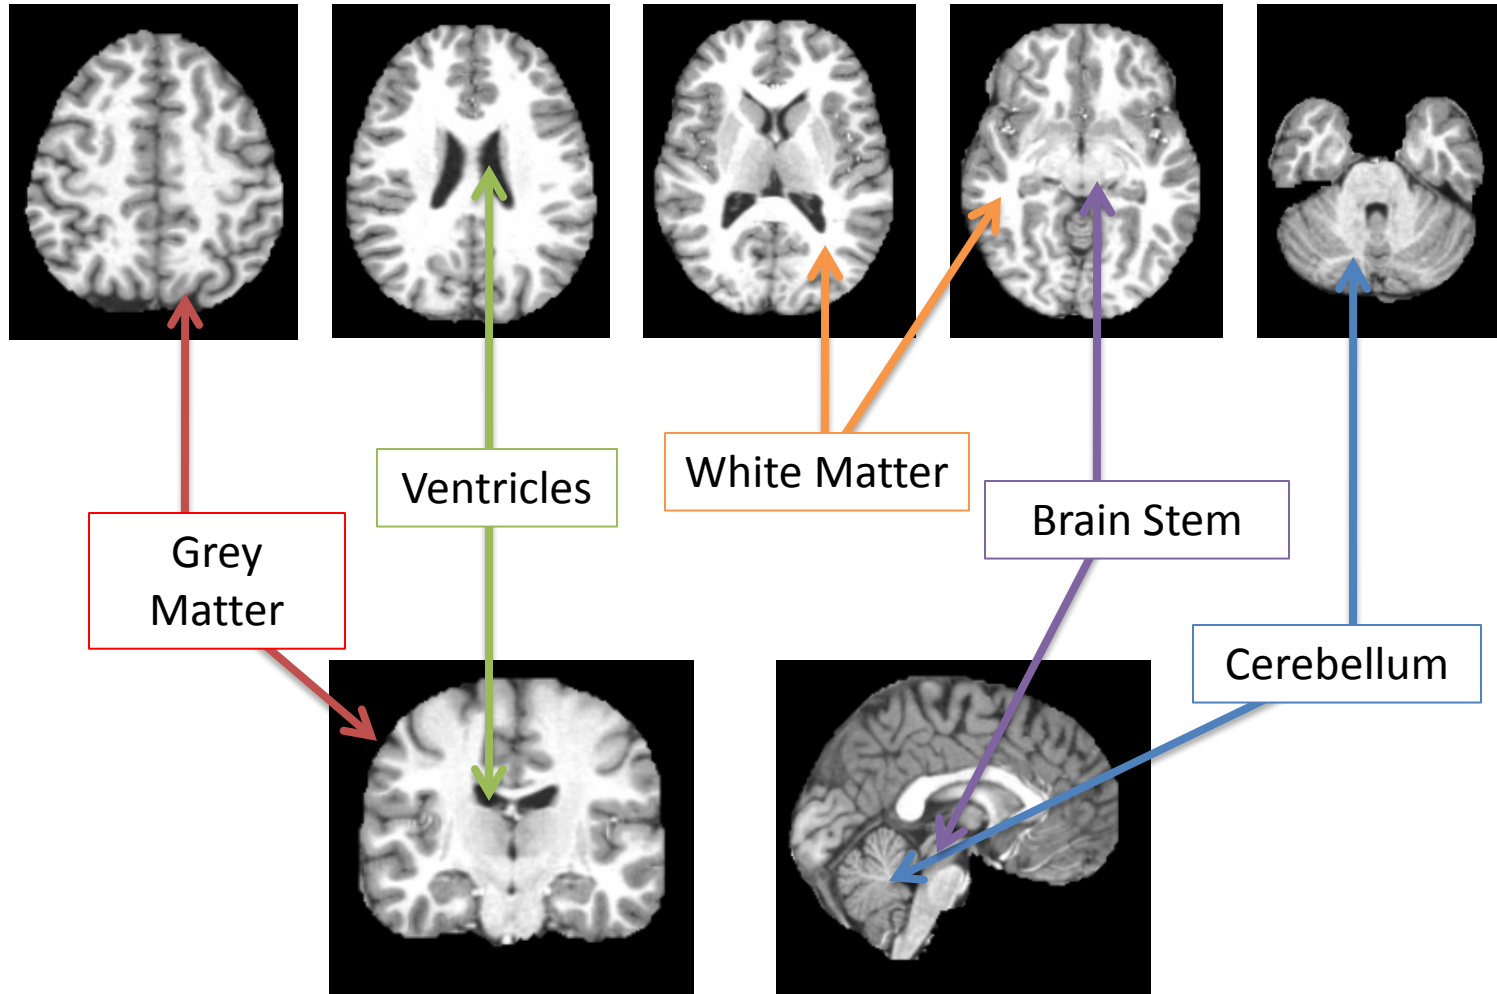 Grey
Matter
Ventricles
White Matter
Brain Stem
Cerebellum